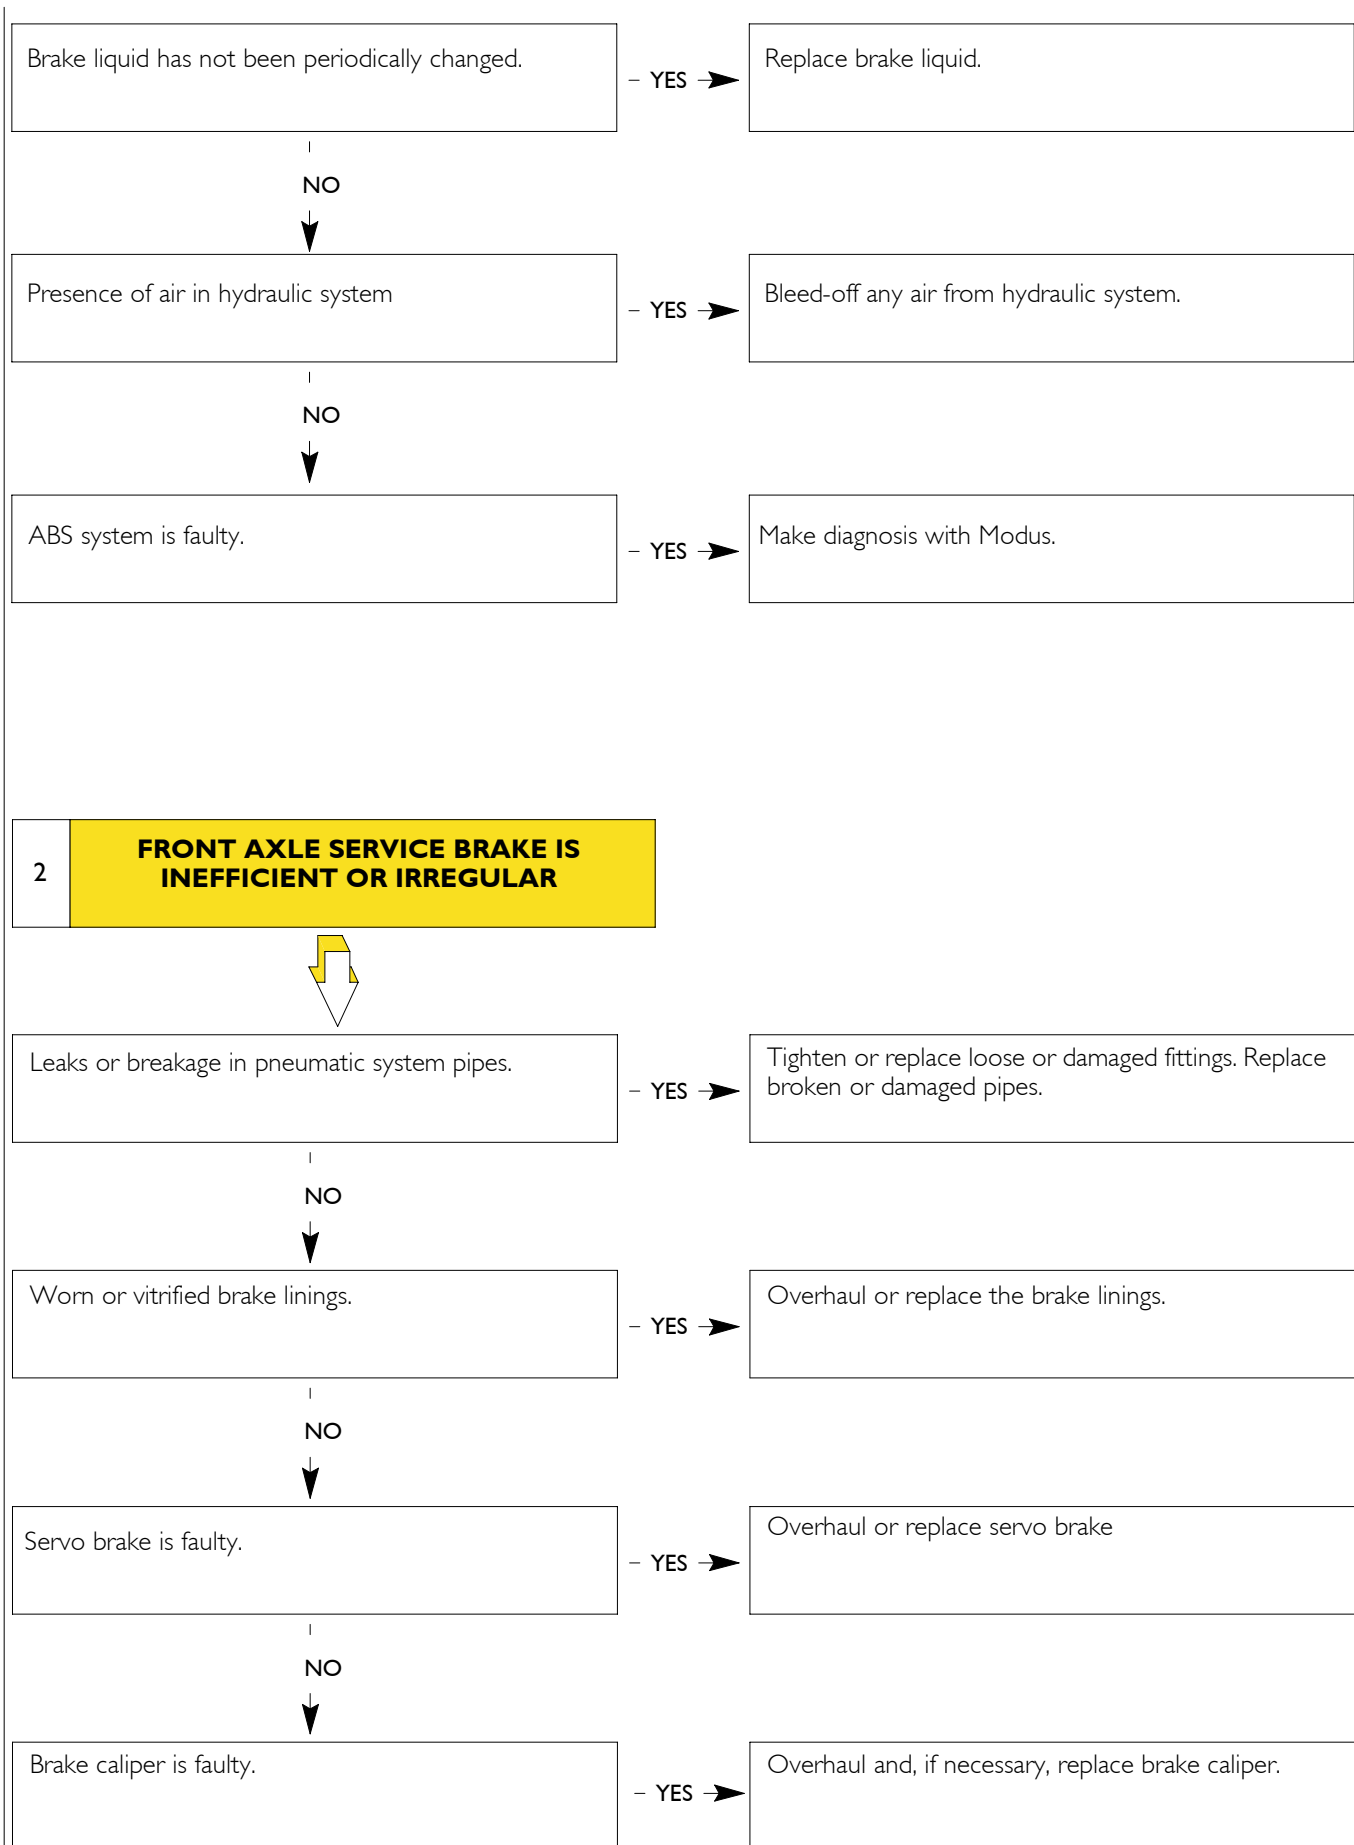 Brake liquid has not been periodically changed.
– YES
Replace brake liquid.
NO
Presence of air in hydraulic system
– YES
Bleed-off any air from hydraulic system.
NO
ABS system is faulty.
– YES
Make diagnosis with Modus.
2
FRONT AXLE SERVICE BRAKE IS
INEFFICIENT OR IRREGULAR
Leaks or breakage in pneumatic system pipes.
– YES
Tighten or replace loose or damaged fittings. Replace
broken or damaged pipes.
NO
Worn or vitrified brake linings.
– YES
Overhaul or replace the brake linings.
NO
Servo brake is faulty.
– YES
Overhaul or replace servo brake
NO
Brake caliper is faulty.
– YES
Overhaul and, if necessary, replace brake caliper.